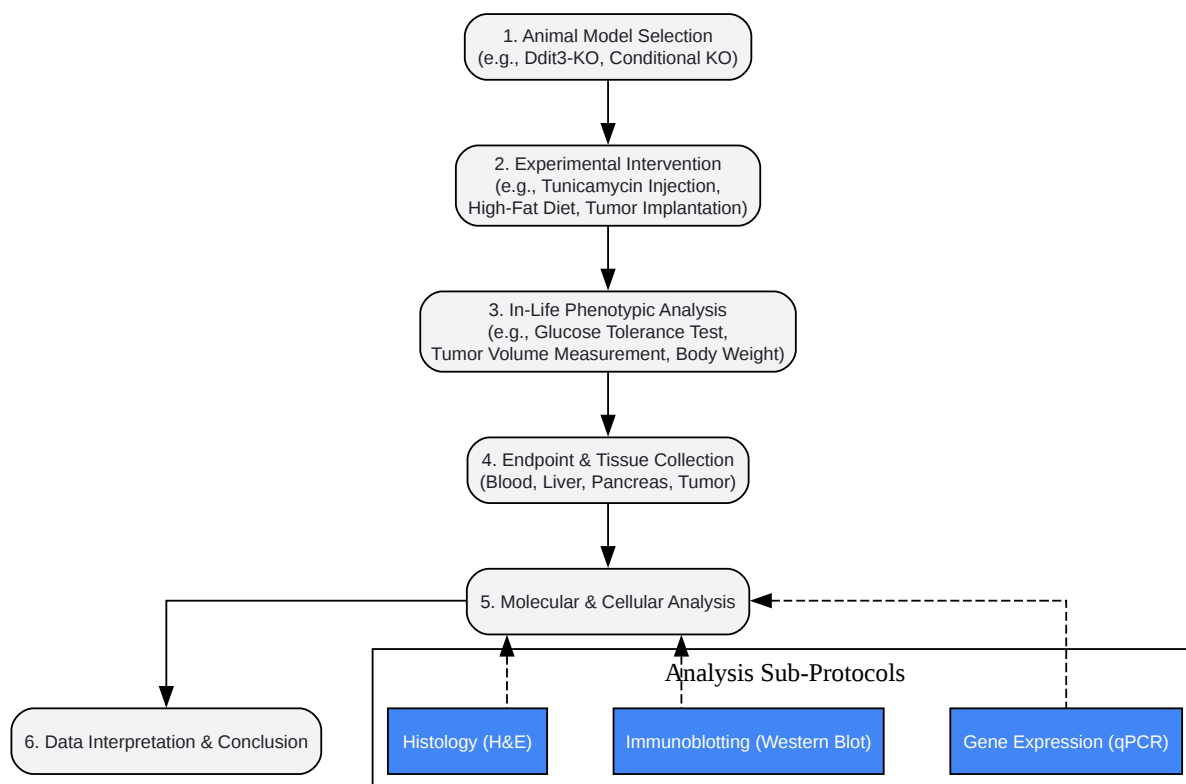 1. Animal Model Selection
(e.g., Ddit3-KO, Conditional KO)
2. Experimental Intervention
(e.g., Tunicamycin Injection,
High-Fat Diet, Tumor Implantation)
3. In-Life Phenotypic Analysis
(e.g., Glucose Tolerance Test,
Tumor Volume Measurement, Body Weight)
4. Endpoint & Tissue Collection
(Blood, Liver, Pancreas, Tumor)
5. Molecular & Cellular Analysis
Analysis Sub-Protocols
6. Data Interpretation & Conclusion
Histology (H&E)
Immunoblotting (Western Blot)
Gene Expression (qPCR)